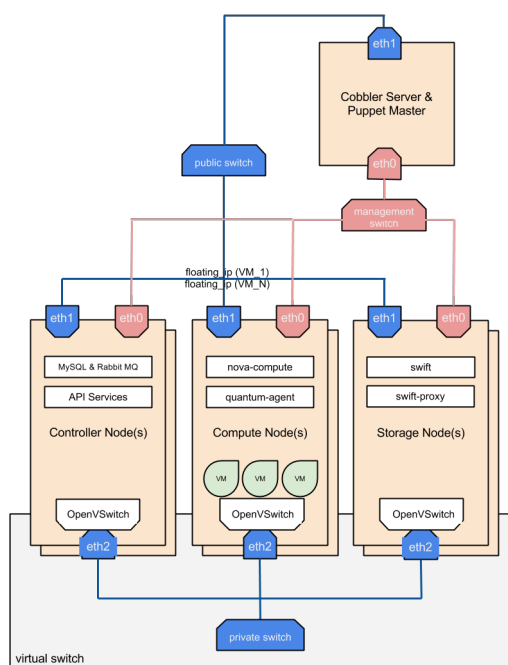 eth1
Cobbler Server &
Puppet Master
eth0
public switch
management
switch
floating_ip (VM_1)
floating_ip (VM_N)
eth1
eth0
eth1
eth0
eth1
eth0
MySQL & Rabbit MQ
API Services
Controller Node(s)
nova-compute
quantum-agent
Compute Node(s)
swift
swift-proxy
Storage Node(s)
VM
VM
VM
OpenVSwitch
OpenVSwitch
OpenVSwitch
eth2
eth2
eth2
private switch
virtual switch